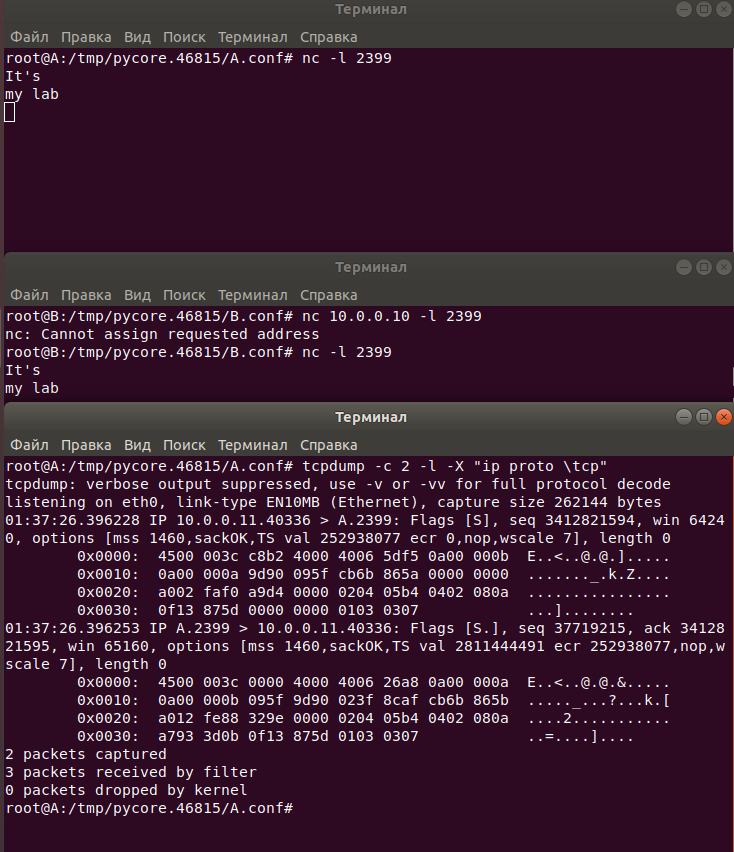 Терминал
Файл Правка Вид Поиск Терминал Справка
root@A:/tmp/pycore.46815/A.conf# nc -l 2399
It's
my lab
Терминал
Файл Правка Вид Поиск Терминал Справка
root@B:/tmp/pycore.46815/B.conf# nc 10.0.0.10 -l 2399
nc: Cannot assign requested address
root@B:/tmp/pycore.46815/B.conf# nc -l 2399
It's
my lab
Терминал
Файл Правка Вид Поиск Терминал Справка
root@A:/tmp/pycore.46815/A.conf# tcpdump -c 2 -l -X "ip proto \tcp"
tcpdump: verbose output suppressed, use -v or -vv for full protocol decode
listening on eth0, link-type EN10MB (Ethernet), capture size 262144 bytes
01:37:26.396228 IP 10.0.0.11.40336 > A.2399: Flags [S], seq 3412821594, win 6424
0, options [mss 1460,sackOK,TS val 252938077 ecr 0,nop,wscale 7], length 0
0x0000:  4500 003c c8b2 4000 4006 5df5 0a00 000b  E..<..@.@.].....
0x0010:  0a00 000a 9d90 095f cb6b 865a 0000 0000  ......._.k.Z....
0x0020:  a002 faf0 a9d4 0000 0204 05b4 0402 080a  ................
0x0030:  0f13 875d 0000 0000 0103 0307            ...]........
01:37:26.396253 IP A.2399 > 10.0.0.11.40336: Flags [S.], seq 37719215, ack 34128
21595, win 65160, options [mss 1460,sackOK,TS val 2811444491 ecr 252938077,nop,w
scale 7], length 0
0x0000:  4500 003c 0000 4000 4006 26a8 0a00 000a  E..<..@.@.&.....
0x0010:  0a00 000b 095f 9d90 023f 8caf cb6b 865b  ....._...?...k.[
0x0020:  a012 fe88 329e 0000 0204 05b4 0402 080a  ....2...........
0x0030:  a793 3d0b 0f13 875d 0103 0307            ..=....]....
2 packets captured
3 packets received by filter
0 packets dropped by kernel
root@A:/tmp/pycore.46815/A.conf#